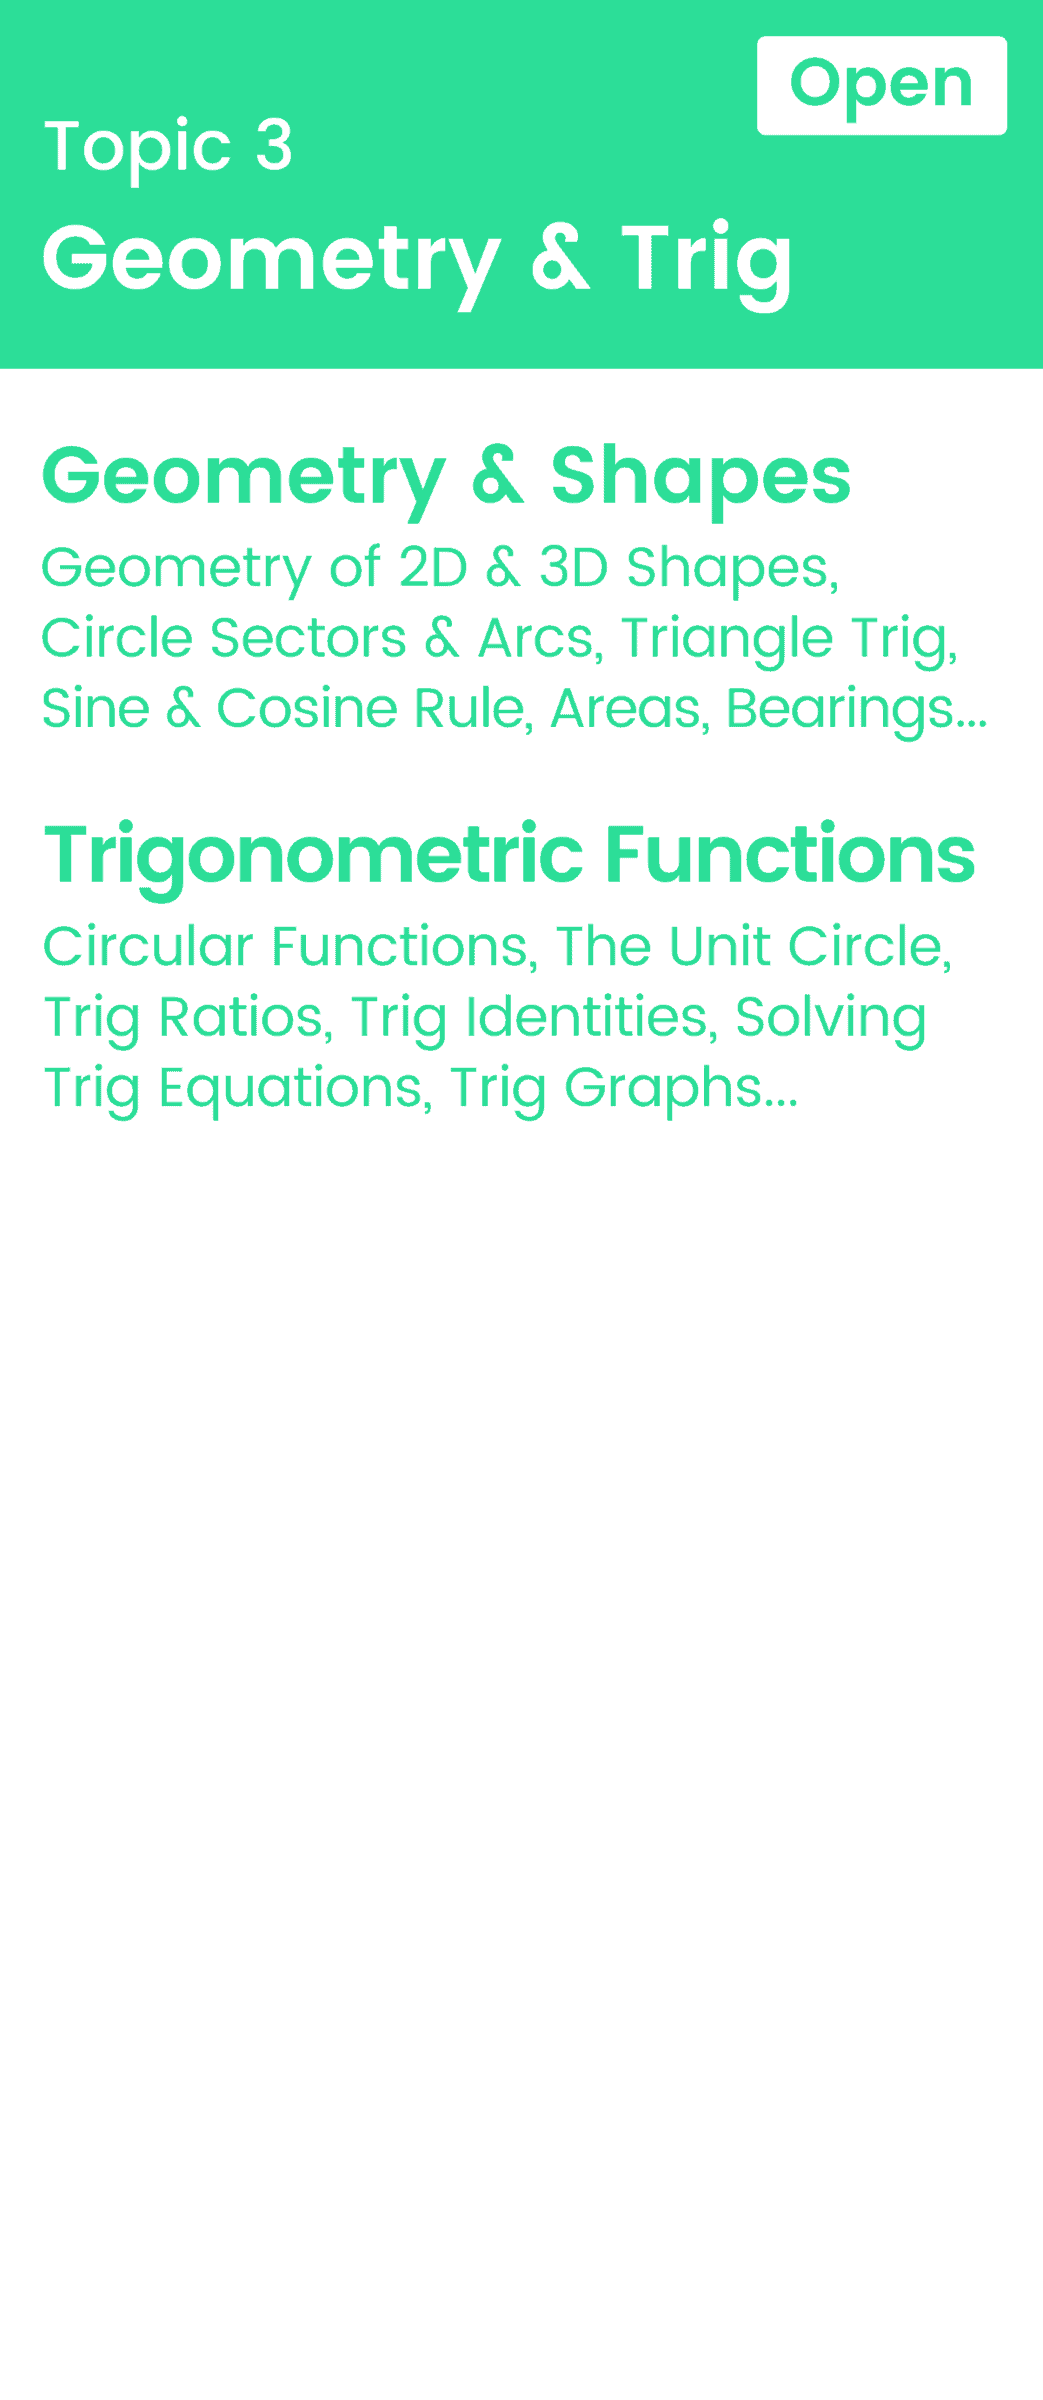 Open
Topic 3
Geometry & Trig
Geometry & Shapes
Geometry of 2D & 3D Shapes,
Circle Sectors & Arcs, Triangle Trig,
Sine & Cosine Rule, Areas, Bearings...
Trigonometric Functions
Circular Functions, The Unit Circle,
Trig Ratios, Trig Identities, Solving
Trig Equations, Trig Graphs...